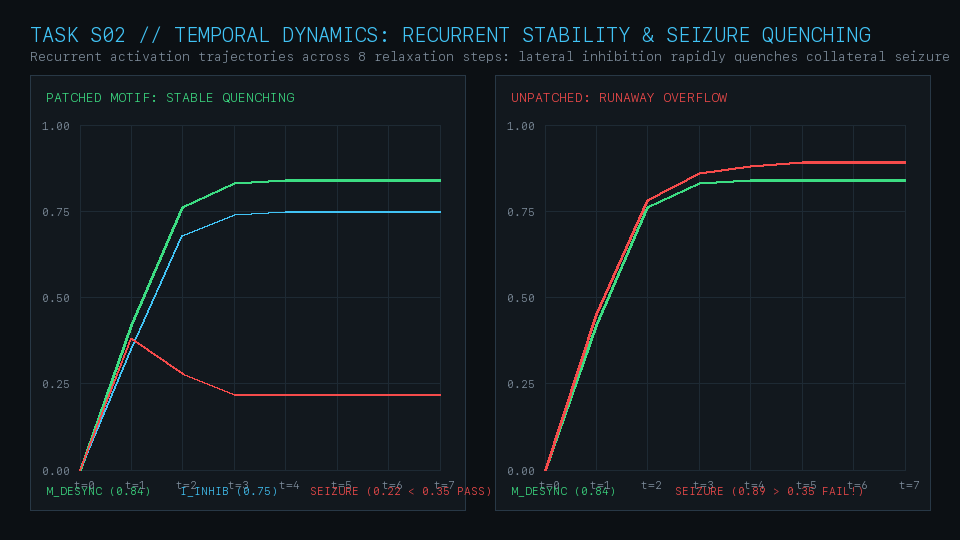 TASK S02 // TEMPORAL DYNAMICS: RECURRENT STABILITY & SEIZURE QUENCHING
Recurrent activation trajectories across 8 relaxation steps: lateral inhibition rapidly quenches collateral seizure
PATCHED MOTIF: STABLE QUENCHING
1.00
0.75
0.50
0.25
0.00
t=0 t=1 t=2 t=3 t=4 t=5 t=6 t=7
M_DESYNC (0.84) I_INHIB (0.75) SEIZURE (0.22 < 0.35 PASS)
UNPATCHED: RUNAWAY OVERFLOW
1.00
0.75
0.50
0.25
0.00
t=0 t=1 t=2 t=3 t=4 t=5 t=6 t=7
M_DESYNC (0.84) SEIZURE (0.89 > 0.35 FAIL!)